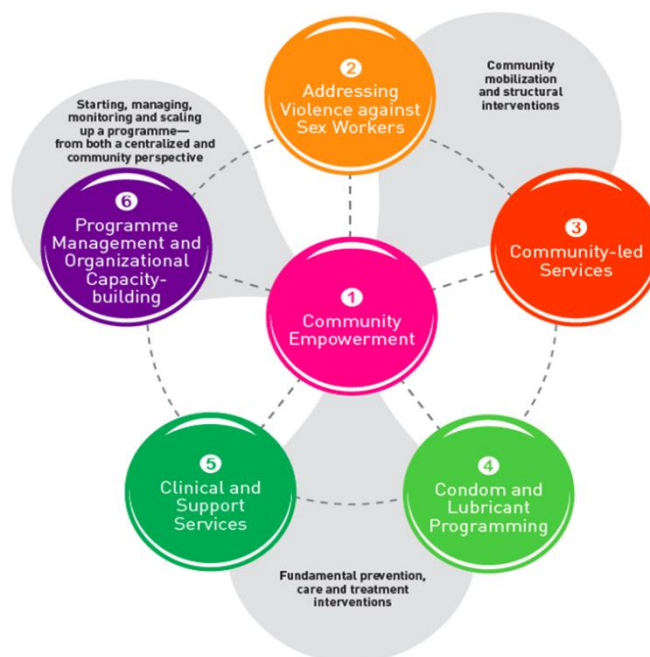 2
Addressing
Violence against
Sex Workers
Community
mobilization
and structural
interventions
Starting, managing,
monitoring and scaling
up a programme—
from both a centralized and
community perspective
6
Programme
Management and
Organizational
Capacity-
building
3
Community-led
Services
1
Community
Empowerment
5
Clinical and
Support
Services
4
Condom and
Lubricant
Programming
Fundamental prevention,
care and treatment
interventions